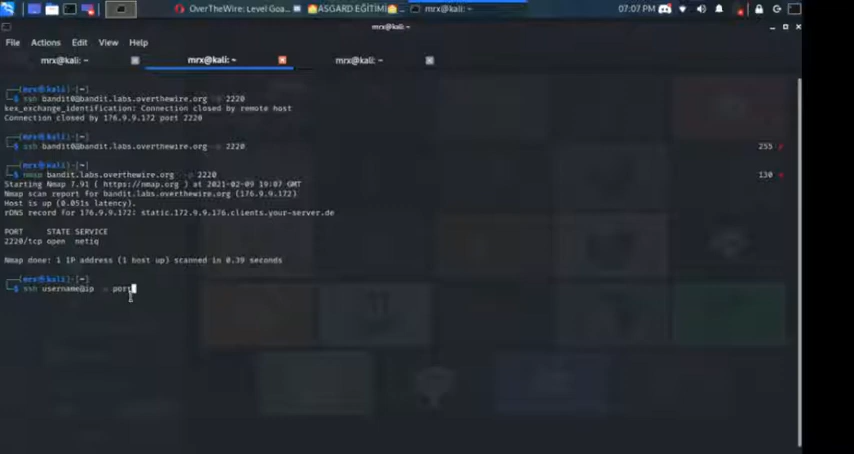 OverTheWire: Level Goa...
ASGARD EĞİTİMİ
mrx@kali: ~
07:07 PM
mrx@kali: ~
File Actions Edit View Help
mrx@kali: ~
mrx@kali: ~
mrx@kali: ~
(mrx㉿kali)-[~]
$ ssh bandit0@bandit.labs.overthewire.org -p 2220
kex_exchange_identification: Connection closed by remote host
Connection closed by 176.9.9.172 port 2220
(mrx㉿kali)-[~]
$ ssh bandit0@bandit.labs.overthewire.org -p 2220
255
(mrx㉿kali)-[~]
$ nmap bandit.labs.overthewire.org -p 2220
130
Starting Nmap 7.91 ( https://nmap.org ) at 2021-02-09 19:07 GMT
Nmap scan report for bandit.labs.overthewire.org (176.9.9.172)
Host is up (0.051s latency).
rDNS record for 176.9.9.172: static.172.9.9.176.clients.your-server.de
PORT STATE SERVICE
2220/tcp open netiq
Nmap done: 1 IP address (1 host up) scanned in 0.39 seconds
(mrx㉿kali)-[~]
$ ssh username@ip -p port